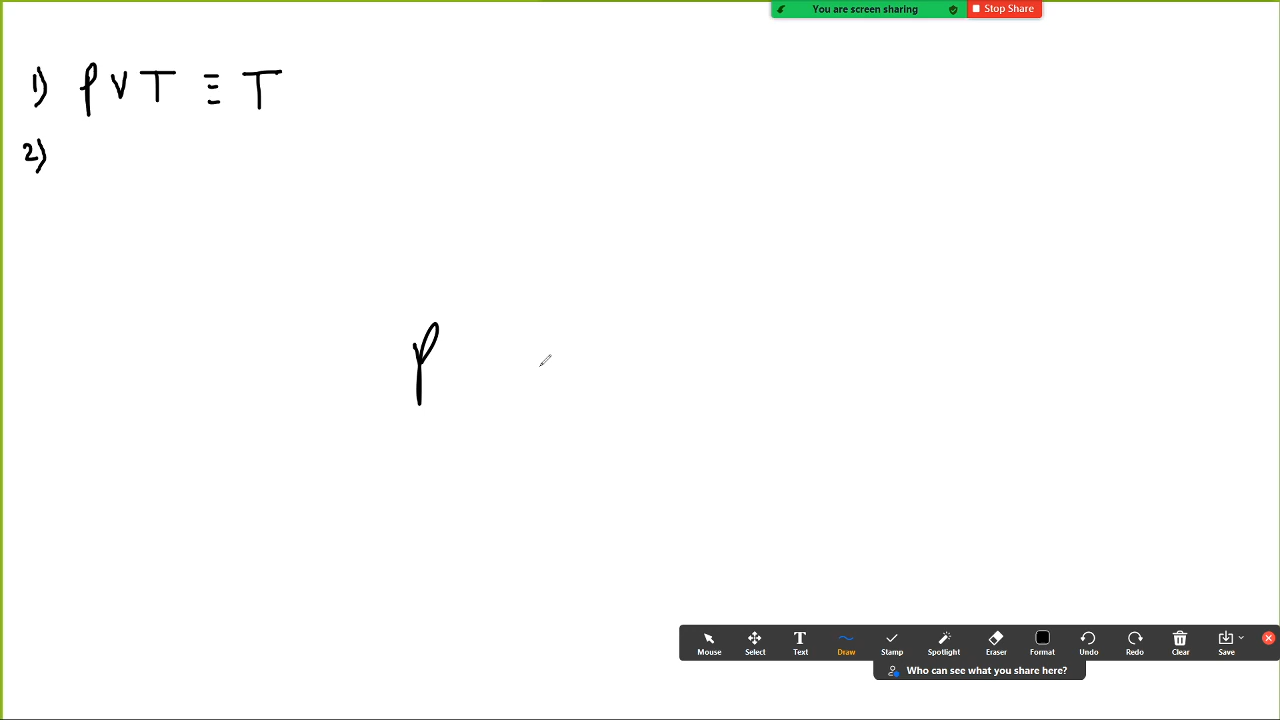 You are screen sharing Stop Share
1) P ∨ T ≡ T
2)
P
Mouse Select Text Draw Stamp Spotlight Eraser Format Undo Redo Clear Save
Who can see what you share here?